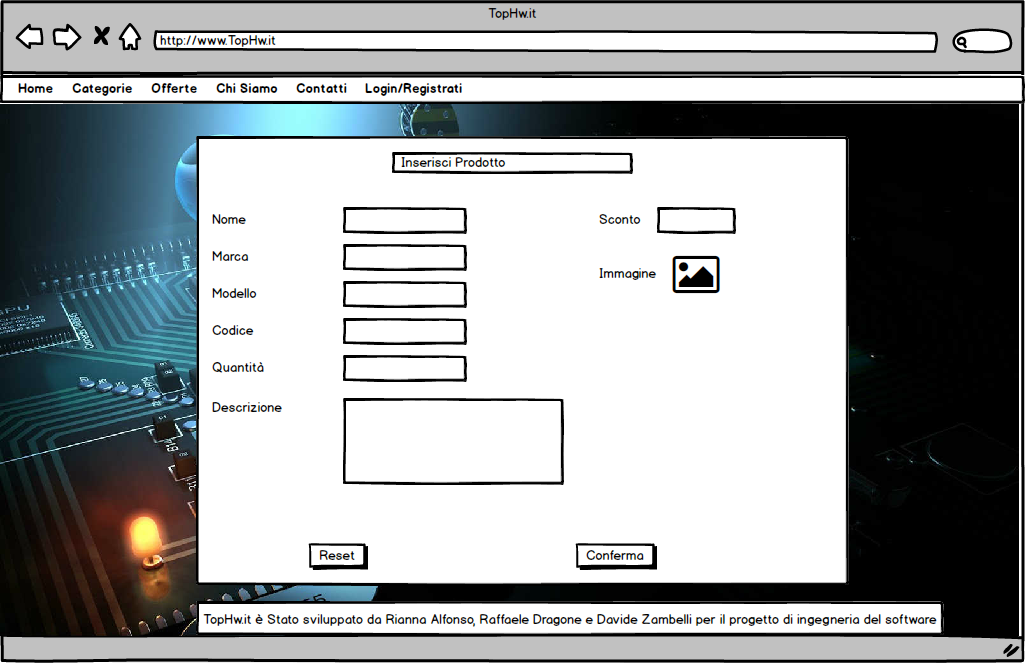 TopHw.it
http://www.TopHw.it
Home Categorie Offerte Chi Siamo Contatti Login/Registrati
Inserisci Prodotto
Nome
Sconto
Marca
Immagine
Modello
Codice
Quantità
Descrizione
Reset
Conferma
TopHw.it è Stato sviluppato da Rianna Alfonso, Raffaele Dragone e Davide Zambelli per il progetto di ingegneria del software